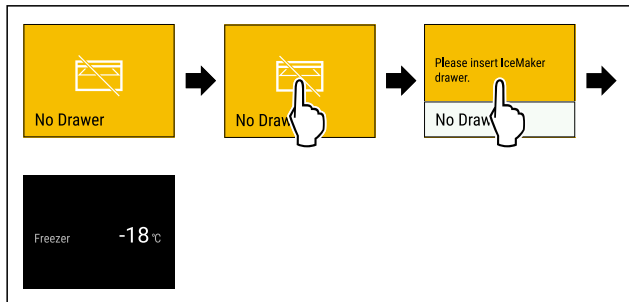 No Drawer
No Draw
Please insert IceMaker
drawer.
No Draw
Freezer -18 °C